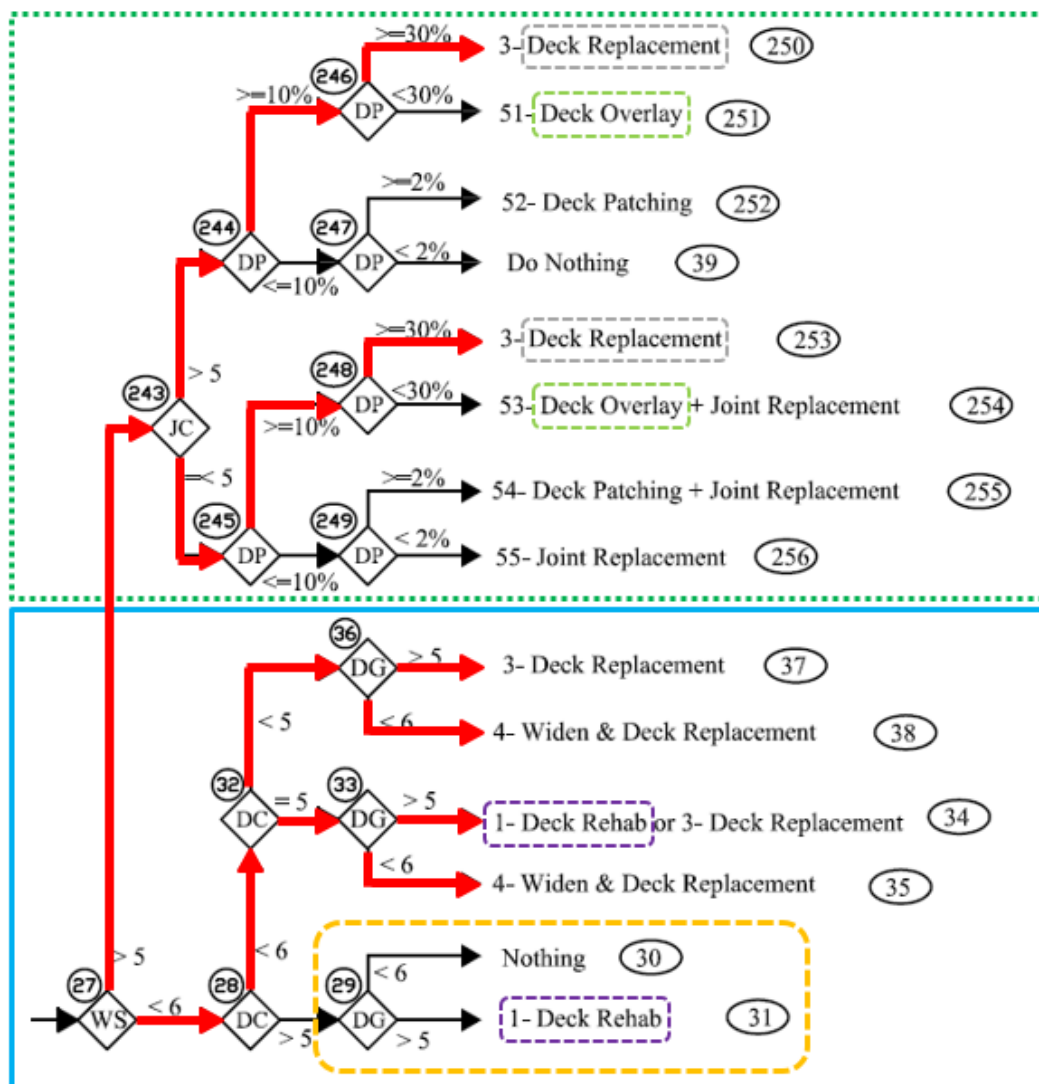 >=30%
3- Deck Replacement 250
246
>=10% DP <30%
51- Deck Overlay 251
>=2%
52- Deck Patching 252
244 247
DP DP < 2%
Do Nothing 39
<=10%
>=30%
3- Deck Replacement 253
> 5 248
243 DP <30%
53- Deck Overlay + Joint Replacement 254
JC >=10%
=< 5 >=2%
54- Deck Patching + Joint Replacement 255
245 249
DP DP < 2%
55- Joint Replacement 256
<=10%
36
DG > 5
3- Deck Replacement 37
< 5 < 6
4- Widen & Deck Replacement 38
32 33
DC = 5 DG > 5
1- Deck Rehab or 3- Deck Replacement 34
< 6
4- Widen & Deck Replacement 35
> 5 < 6
Nothing 30
27 28 29 < 6
WS < 6 DC > 5 DG > 5
1- Deck Rehab 31